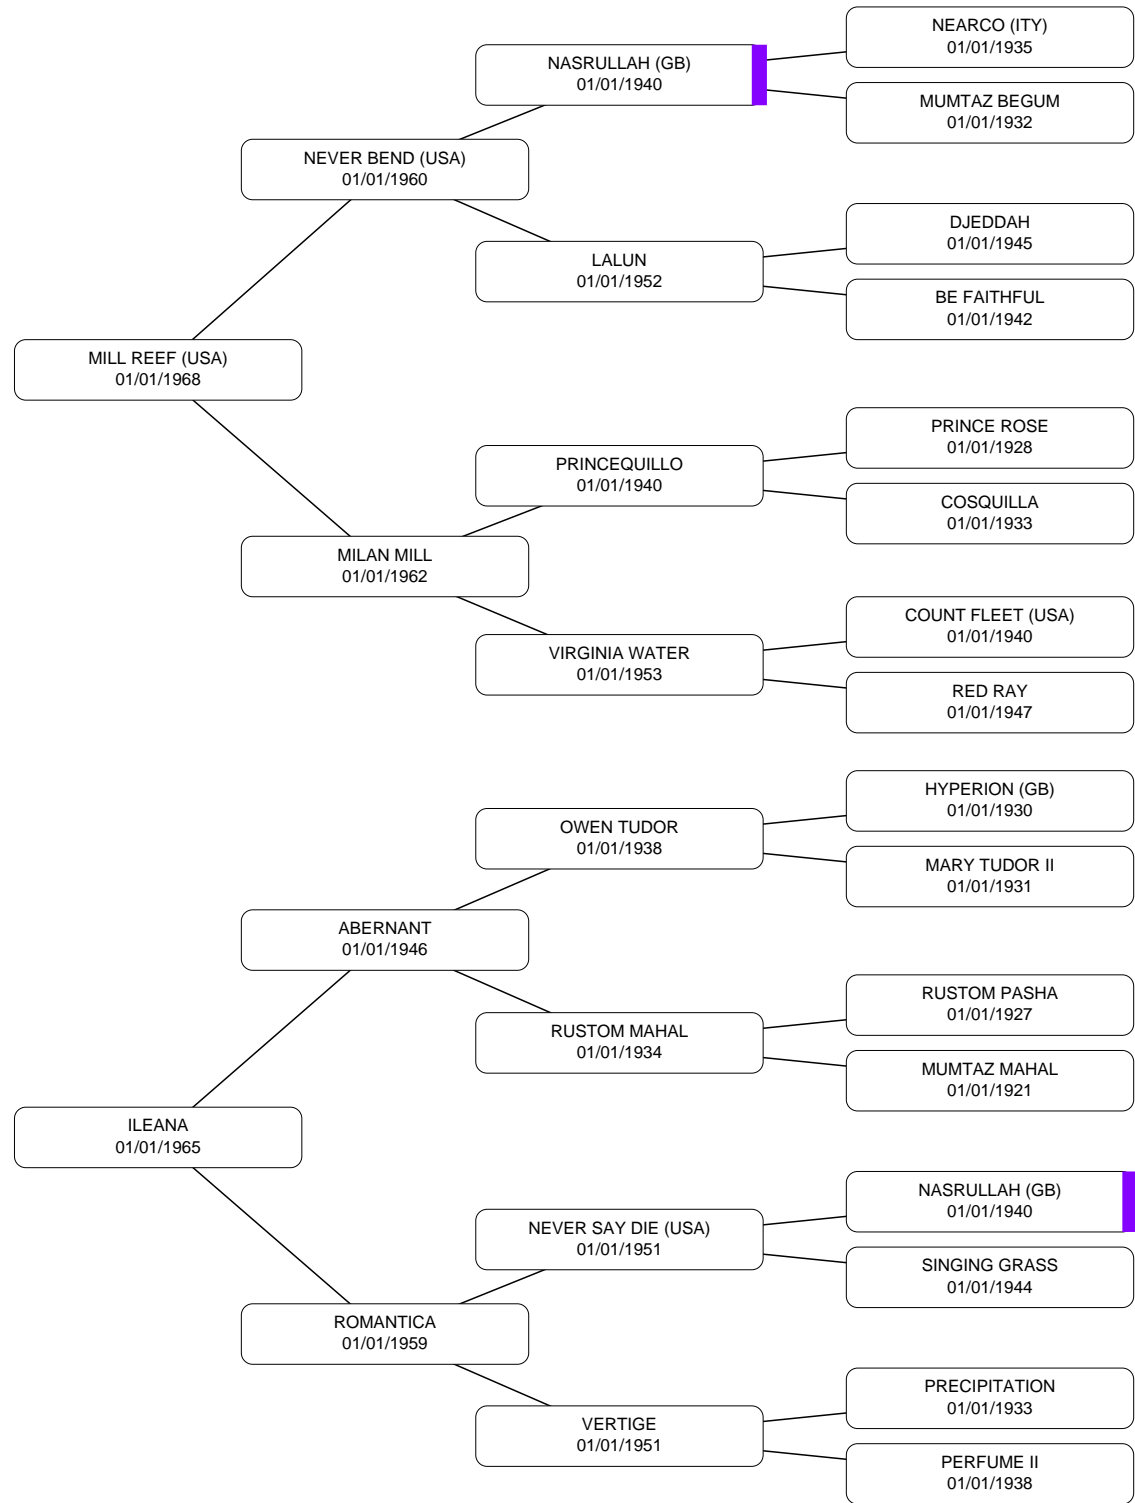 NEARCO (ITY)
01/01/1935
NASRULLAH (GB)
01/01/1940
MUMTAZ BEGUM
01/01/1932
NEVER BEND (USA)
01/01/1960
DJEDDAH
01/01/1945
LALUN
01/01/1952
BE FAITHFUL
01/01/1942
MILL REEF (USA)
01/01/1968
PRINCE ROSE
01/01/1928
PRINCEQUILLO
01/01/1940
COSQUILLA
01/01/1933
MILAN MILL
01/01/1962
COUNT FLEET (USA)
01/01/1940
VIRGINIA WATER
01/01/1953
RED RAY
01/01/1947
HYPERION (GB)
01/01/1930
OWEN TUDOR
01/01/1938
MARY TUDOR II
01/01/1931
ABERNANT
01/01/1946
RUSTOM PASHA
01/01/1927
RUSTOM MAHAL
01/01/1934
MUMTAZ MAHAL
01/01/1921
ILEANA
01/01/1965
NASRULLAH (GB)
01/01/1940
NEVER SAY DIE (USA)
01/01/1951
SINGING GRASS
01/01/1944
ROMANTICA
01/01/1959
PRECIPITATION
01/01/1933
VERTIGE
01/01/1951
PERFUME II
01/01/1938